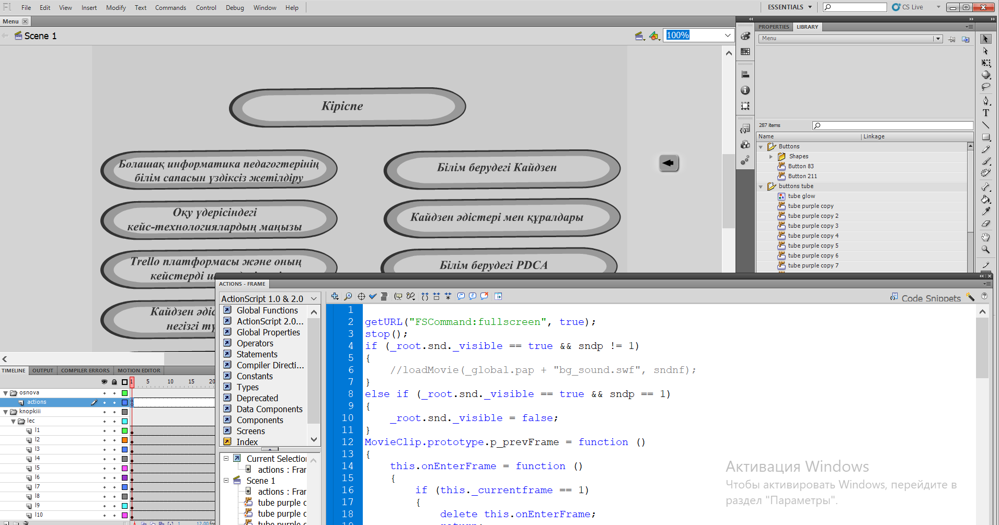 Fl File Edit View Insert Modify Text Commands Control Debug Window Help
ESSENTIALS
CS Live
Menu
Scene 1
100%
Кіріспе
Болашақ информатика педагогтерінің
білім сапасын үздіксіз жетілдіру
Білім берудегі Кайдзен
Оқу үдерісіндегі
кейс-технологиялардың маңызы
Кайдзен әдістері мен құралдары
Trello платформасы және оның
кейстерді
Білім берудегі PDCA
Кайдзен
негізгі
PROPERTIES LIBRARY
Menu
287 items
Name Linkage
Buttons
Shapes
Button 83
Button 211
buttons tube
tube glow
tube purple copy
tube purple copy 2
tube purple copy 3
tube purple copy 4
tube purple copy 5
tube purple copy 6
tube purple copy 7
TIMELINE OUTPUT COMPILER ERRORS MOTION EDITOR
1 5 10 15 20
osnova
actions
knopkiii
lec
l1
l2
l3
l4
l5
l6
l7
l8
l9
l10
1 12.00
ACTIONS - FRAME
ActionScript 1.0 & 2.0
Global Functions
ActionScript 2.0...
Global Properties
Operators
Statements
Compiler Directi...
Constants
Types
Deprecated
Data Components
Components
Screens
Index
Current Selection
actions : Frar
Scene 1
actions : Frar
tube purple c
tube purple c
tube purple c
Code Snippets
1
2 getURL("FSCommand:fullscreen", true);
3 stop();
4 if (_root.snd._visible == true && sndp != 1)
5 {
6 //loadMovie(_global.pap + "bg_sound.swf", sndnf);
7 }
8 else if (_root.snd._visible == true && sndp == 1)
9 {
10 _root.snd._visible = false;
11 }
12 MovieClip.prototype.p_prevFrame = function ()
13 {
14 this.onEnterFrame = function ()
15 {
16 if (this._currentframe == 1)
17 {
18 delete this.onEnterFrame;
Активация Windows
Чтобы активировать Windows, перейдите в
раздел "Параметры".